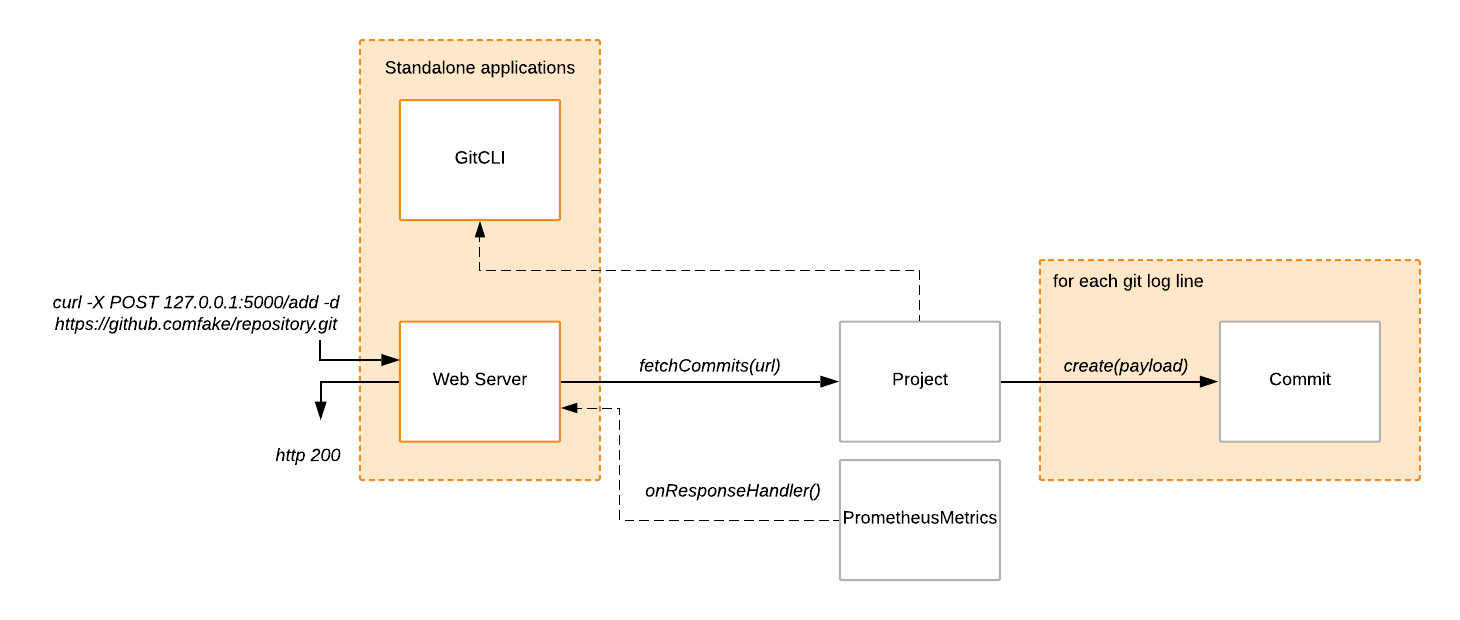 Standalone applications
GitCLI
curl -X POST 127.0.0.1:5000/add -d
https://github.comfake/repository.git
for each git log line
Web Server
fetchCommits(url)
Project
create(payload)
Commit
http 200
onResponseHandler()
PrometheusMetrics